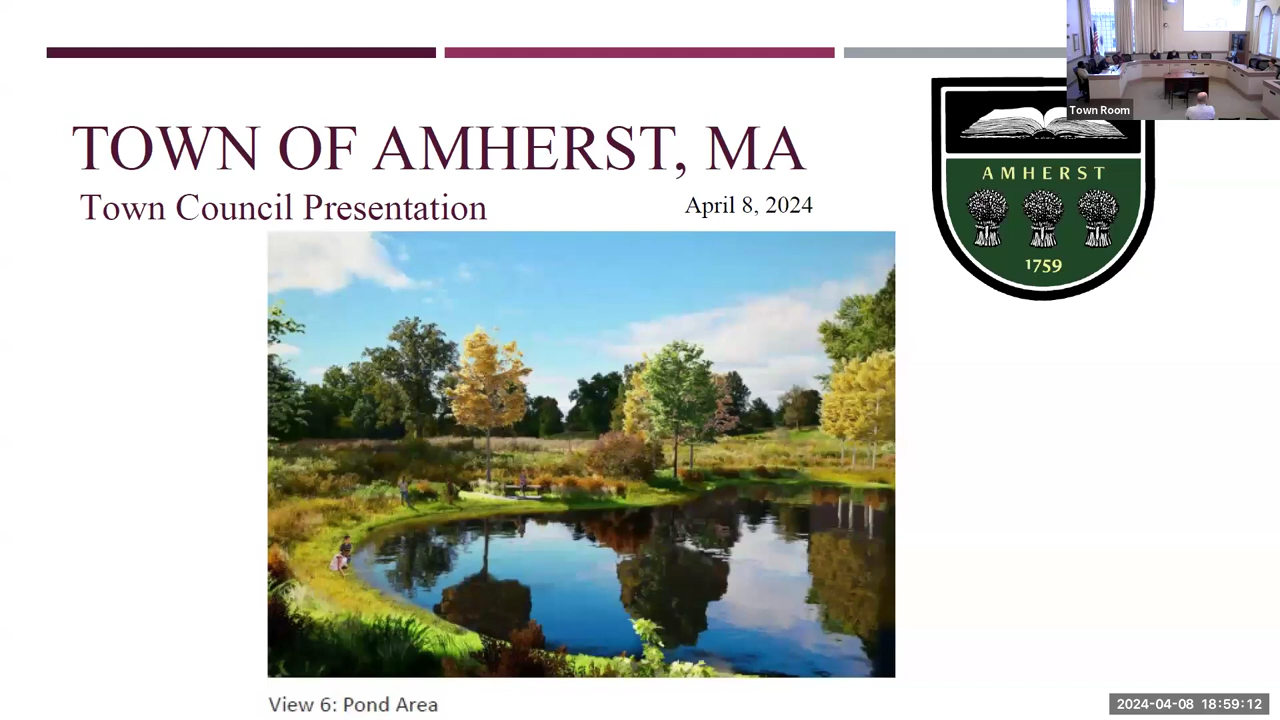 TOWN OF AMHERST, MA
Town Council Presentation
April 8, 2024
Town Room
AMHERST
1759
View 6: Pond Area
2024-04-08 18:59:12